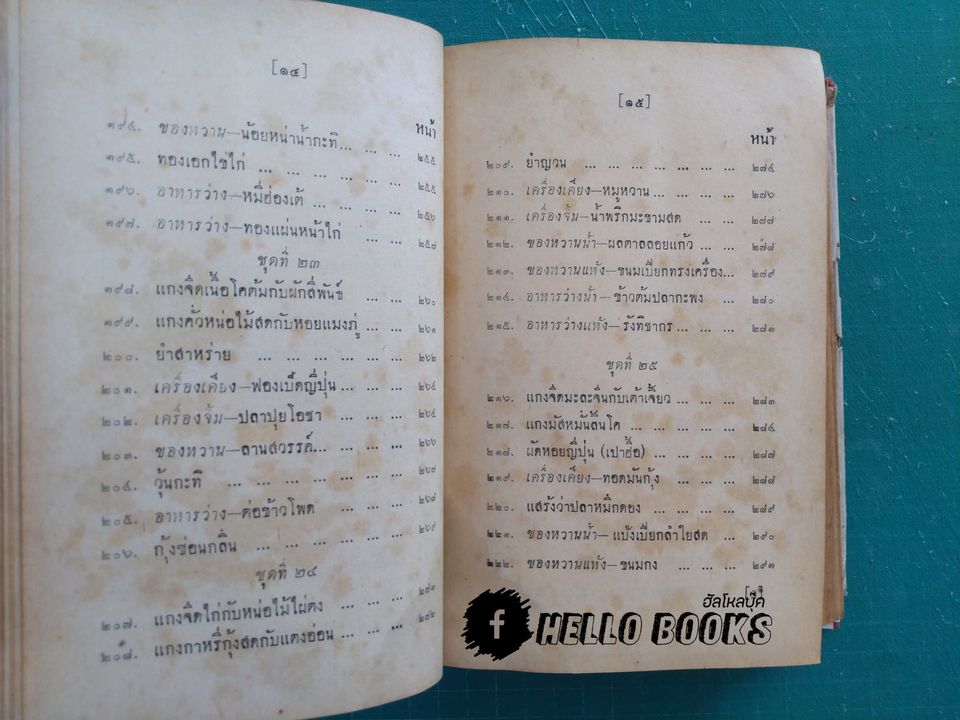 [๑๔]
หน้า
๑๙๔. ของหวาน—น้อยหน่าน้ำกะทิ... ... ... ๒๕๕
๑๙๕. ทองเอกไข่ไก่ ... ... ... ... ... ... ๒๕๕
๑๙๖. อาหารว่าง—หมี่ฮ่องเต้ ... ... ... ... ๒๕๖
๑๙๗. อาหารว่าง—ทองแผ่นหน้าไก่ ... ... ๒๕๗
ชุดที่ ๒๓
๑๙๘. แกงจืดเนื้อโคต้มกับผักสี่พันธ์ ... ... ๒๖๐
๑๙๙. แกงคั่วหน่อไม้สดกับหอยแมงภู่ ... ... ๒๖๑
๒๐๐. ยำสาหร่าย ... ... ... ... ... ... ๒๖๒
๒๐๑. เครื่องเคียง—ฟองเบ็ดญี่ปุ่น ... ... ... ๒๖๔
๒๐๒. เครื่องจิ้ม—ปลาปุยโอชา ... ... ... ๒๖๔
๒๐๓. ของหวาน—ลานสวรรค์... ... ... ... ๒๖๖
๒๐๔. วุ้นกะทิ ... ... ... ... ... ... ... ๒๖๗
๒๐๕. อาหารว่าง—ต่อข้าวโพด ... ... ... ... ๒๖๘
๒๐๖. กุ้งซ่อนกลิ่น ... ... ... ... ... ... ๒๖๙
ชุดที่ ๒๔
๒๐๗. แกงจืดไก่กับหน่อไม้ไผ่ตง ... ... ... ๒๗๑
๒๐๘. แกงกาหรี่กุ้งสดกับแตงอ่อน ... ... ... ๒๗๒
[๑๕]
หน้า
๒๐๙. ยำญวน ... ... ... ... ... ... ... ๒๗๔
๒๑๐. เครื่องเคียง—หมูหวาน ... ... ... ... ๒๗๖
๒๑๑. เครื่องจิ้ม—น้ำพริกมะขามสด ... ... ๒๗๗
๒๑๒. ของหวานน้ำ—ผลตาลลอยแก้ว ... ... ๒๗๘
๒๑๓. ของหวานแห้ง—ขนมเปียกทรงเครื่อง... ๒๗๙
๒๑๔. อาหารว่างน้ำ—ข้าวต้มปลากะพง ... ๒๘๐
๒๑๕. อาหารว่างแห้ง—รังทิชากร ... ... ... ๒๘๑
ชุดที่ ๒๕
๒๑๖. แกงจืดมะละจีนกับเต้าเจี้ยว ... ... ... ๒๘๓
๒๑๗. แกงมัสหมั่นลิ้นโค ... ... ... ... ... ๒๘๔
๒๑๘. ผัดหอยญี่ปุ่น (เปาฮื้อ) ... ... ... ... ๒๘๗
๒๑๙. เครื่องเคียง—ทอดมันกุ้ง ... ... ... ๒๘๘
๒๒๐. แสร้งว่าปลาหมึกดอง ... ... ... ... ๒๘๙
๒๒๑. ของหวานน้ำ—แป้งเปียกลำไยสด ... ... ๒๙๐
๒๒๒. ของหวานแห้ง—ขนมกง ... ... ... ๒๙๑
ฮัลโหลบุ๊ค
f HELLO BOOKS